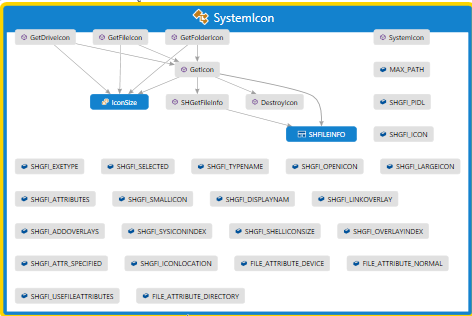 SystemIcon
GetDriveIcon GetFileIcon GetFolderIcon SystemIcon
GetIcon MAX_PATH
IconSize SHGetFileInfo DestroyIcon SHGFI_PIDL
SHFILEINFO SHGFI_ICON
SHGFI_EXETYPE SHGFI_SELECTED SHGFI_TYPENAME SHGFI_OPENICON SHGFI_LARGEICON
SHGFI_ATTRIBUTES SHGFI_SMALLICON SHGFI_DISPLAYNAM SHGFI_LINKOVERLAY
SHGFI_ADDOVERLAYS SHGFI_SYSICONINDEX SHGFI_SHELLICONSIZE SHGFI_OVERLAYINDEX
SHGFI_ATTR_SPECIFIED SHGFI_ICONLOCATION FILE_ATTRIBUTE_DEVICE FILE_ATTRIBUTE_NORMAL
SHGFI_USEFILEATTRIBUTES FILE_ATTRIBUTE_DIRECTORY